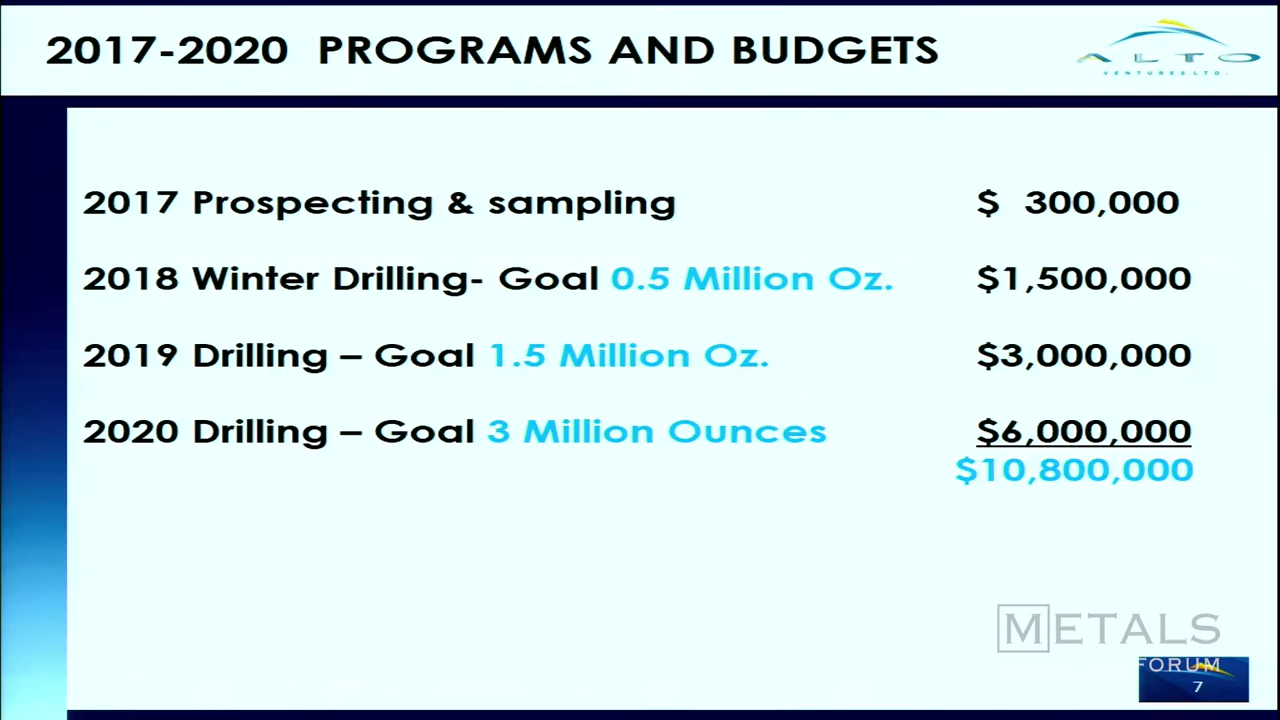 2017-2020 PROGRAMS AND BUDGETS
ALTO
VENTURES LTD.
2017 Prospecting & sampling $ 300,000
2018 Winter Drilling- Goal 0.5 Million Oz. $1,500,000
2019 Drilling – Goal 1.5 Million Oz. $3,000,000
2020 Drilling – Goal 3 Million Ounces $6,000,000
$10,800,000
METALS
FORUM
7